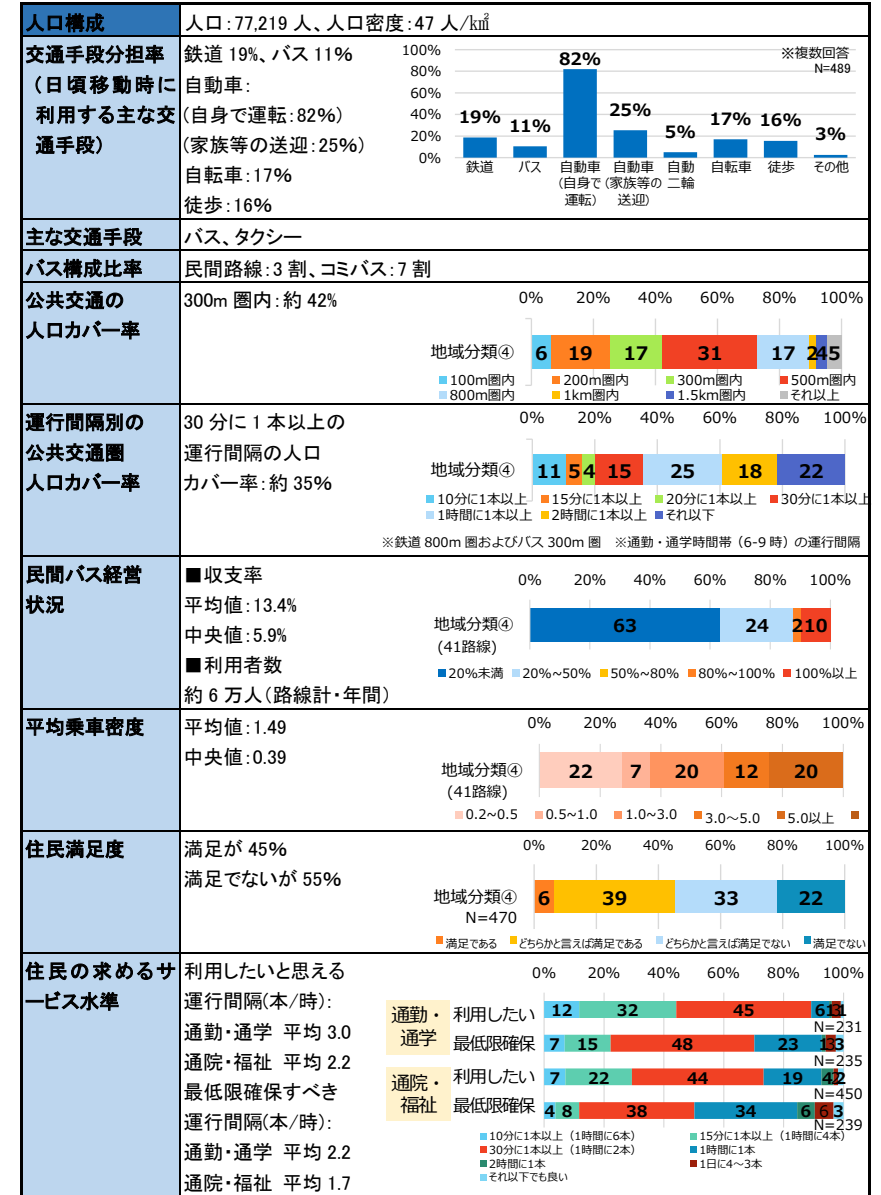 人口構成
人口：77,219 人、人口密度：47 人/㎢
交通手段分担率
（日頃移動時に
利用する主な交
通手段）
鉄道 19%、バス 11%
自動車：
（自身で運転：82%）
（家族等の送迎：25%）
自転車：17%
徒歩：16%
※複数回答
N=489
100%
80%
60%
40%
20%
0%
19% 11% 82% 25% 5% 17% 16% 3%
鉄道 バス 自動車(自身で運転) 自動車(家族等の送迎) 自動二輪 自転車 徒歩 その他
主な交通手段
バス、タクシー
バス構成比率
民間路線：3 割、コミバス：7 割
公共交通の
人口カバー率
300m 圏内：約 42%
0% 20% 40% 60% 80% 100%
地域分類④ 6 19 17 31 17 2 4 5
100m圏内 200m圏内 300m圏内 500m圏内
800m圏内 1km圏内 1.5km圏内 それ以上
運行間隔別の
公共交通圏
人口カバー率
30 分に 1 本以上の
運行間隔の人口
カバー率：約 35%
0% 20% 40% 60% 80% 100%
地域分類④ 11 5 4 15 25 18 22
10分に1本以上 15分に1本以上 20分に1本以上 30分に1本以上
1時間に1本以上 2時間に1本以上 それ以下
※鉄道 800m 圏およびバス 300m 圏 ※通勤・通学時間帯（6-9 時）の運行間隔
民間バス経営
状況
■収支率
平均値：13.4%
中央値：5.9%
■利用者数
約 6 万人（路線計・年間）
0% 20% 40% 60% 80% 100%
地域分類④ 63 24 2 10
(41路線)
20%未満 20%~50% 50%~80% 80%~100% 100%以上
平均乗車密度
平均値：1.49
中央値：0.39
0% 20% 40% 60% 80% 100%
地域分類④ 22 7 20 12 20
(41路線)
0.2~0.5 0.5~1.0 1.0~3.0 3.0～5.0 5.0以上
住民満足度
満足が 45%
満足でないが 55%
0% 20% 40% 60% 80% 100%
地域分類④ 6 39 33 22
N=470
満足である どちらかと言えば満足である どちらかと言えば満足でない 満足でない
住民の求めるサ
ービス水準
利用したいと思える
運行間隔(本/時)：
通勤・通学 平均 3.0
通院・福祉 平均 2.2
最低限確保すべき
運行間隔(本/時)：
通勤・通学 平均 2.2
通院・福祉 平均 1.7
0% 20% 40% 60% 80% 100%
通勤・
通学
利用したい 12 32 45 6 1 3 1
N=231
最低限確保 7 15 48 23 1 3 3
N=235
通院・
福祉
利用したい 7 22 44 19 4 2 2
N=450
最低限確保 4 8 38 34 6 6 3
N=239
10分に1本以上（1時間に6本） 15分に1本以上（1時間に4本）
30分に1本以上（1時間に2本） 1時間に1本
2時間に1本 1日に4～3本
それ以下でも良い